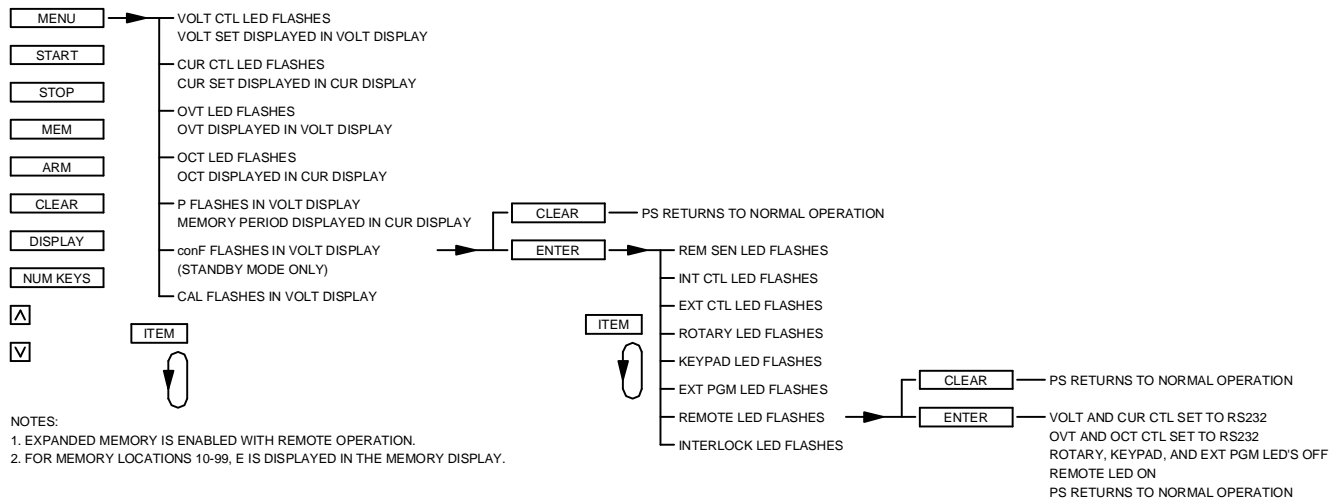 MENU
START
STOP
MEM
ARM
CLEAR
DISPLAY
NUM KEYS
VOLT CTL LED FLASHES
VOLT SET DISPLAYED IN VOLT DISPLAY
CUR CTL LED FLASHES
CUR SET DISPLAYED IN CUR DISPLAY
OVT LED FLASHES
OVT DISPLAYED IN VOLT DISPLAY
OCT LED FLASHES
OCT DISPLAYED IN CUR DISPLAY
P FLASHES IN VOLT DISPLAY
MEMORY PERIOD DISPLAYED IN CUR DISPLAY
conF FLASHES IN VOLT DISPLAY
(STANDBY MODE ONLY)
CAL FLASHES IN VOLT DISPLAY
ITEM
CLEAR
PS RETURNS TO NORMAL OPERATION
ENTER
REM SEN LED FLASHES
INT CTL LED FLASHES
EXT CTL LED FLASHES
ROTARY LED FLASHES
KEYPAD LED FLASHES
EXT PGM LED FLASHES
REMOTE LED FLASHES
INTERLOCK LED FLASHES
ITEM
CLEAR
PS RETURNS TO NORMAL OPERATION
ENTER
VOLT AND CUR CTL SET TO RS232
OVT AND OCT CTL SET TO RS232
ROTARY, KEYPAD, AND EXT PGM LED'S OFF
REMOTE LED ON
PS RETURNS TO NORMAL OPERATION
NOTES:
1. EXPANDED MEMORY IS ENABLED WITH REMOTE OPERATION.
2. FOR MEMORY LOCATIONS 10-99, E IS DISPLAYED IN THE MEMORY DISPLAY.